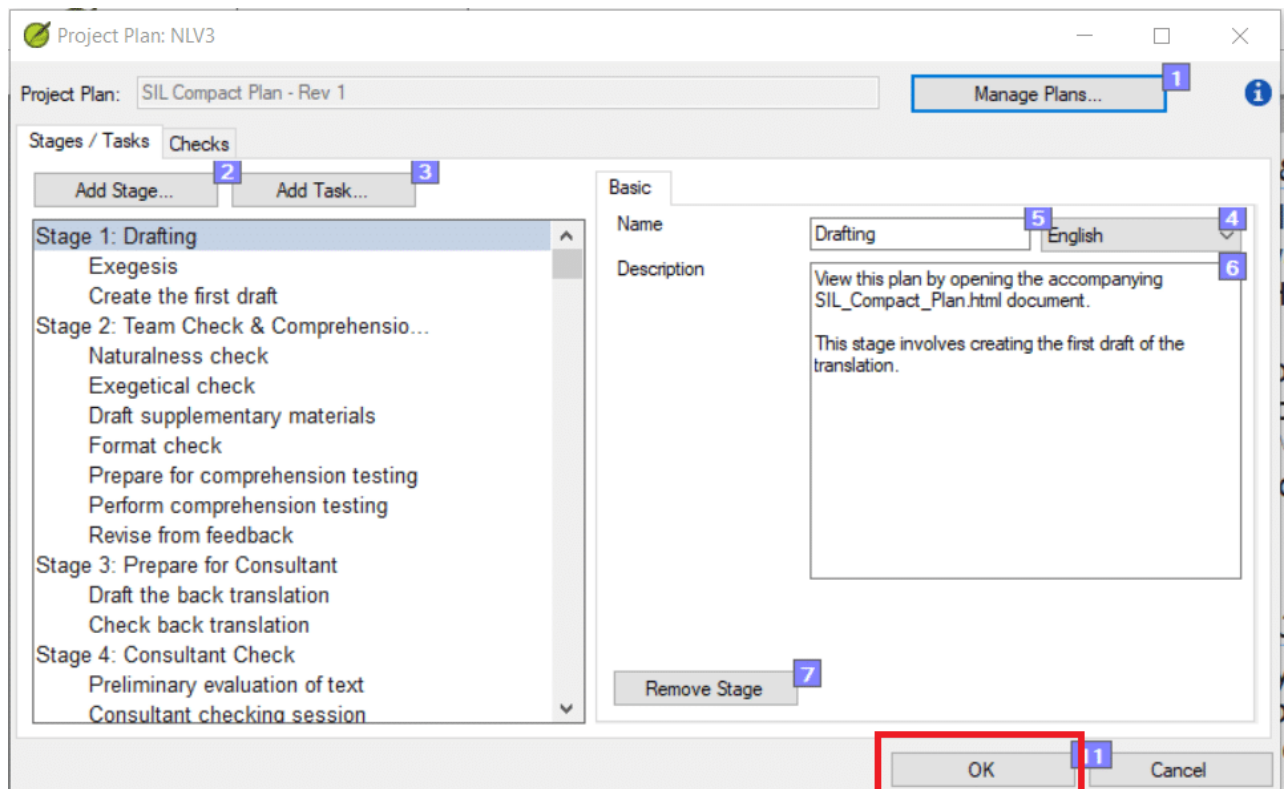 Project Plan: NLV3
Project Plan: SIL Compact Plan - Rev 1 Manage Plans... 1
Stages / Tasks Checks
Add Stage... 2 Add Task... 3
Stage 1: Drafting
Exegesis
Create the first draft
Stage 2: Team Check & Comprehensio...
Naturalness check
Exegetical check
Draft supplementary materials
Format check
Prepare for comprehension testing
Perform comprehension testing
Revise from feedback
Stage 3: Prepare for Consultant
Draft the back translation
Check back translation
Stage 4: Consultant Check
Preliminary evaluation of text
Consultant checking session
Basic
Name Drafting 5 English 4
Description 6
View this plan by opening the accompanying
SIL_Compact_Plan.html document.
This stage involves creating the first draft of the
translation.
Remove Stage 7
OK 11 Cancel